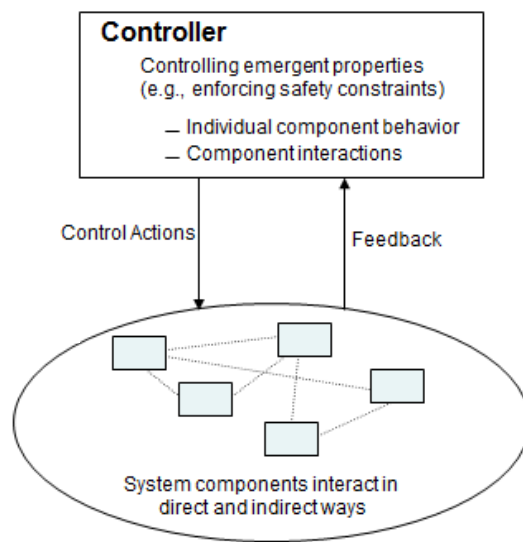 Controller
Controlling emergent properties
(e.g., enforcing safety constraints)
– Individual component behavior
– Component interactions
Control Actions
Feedback
System components interact in
direct and indirect ways